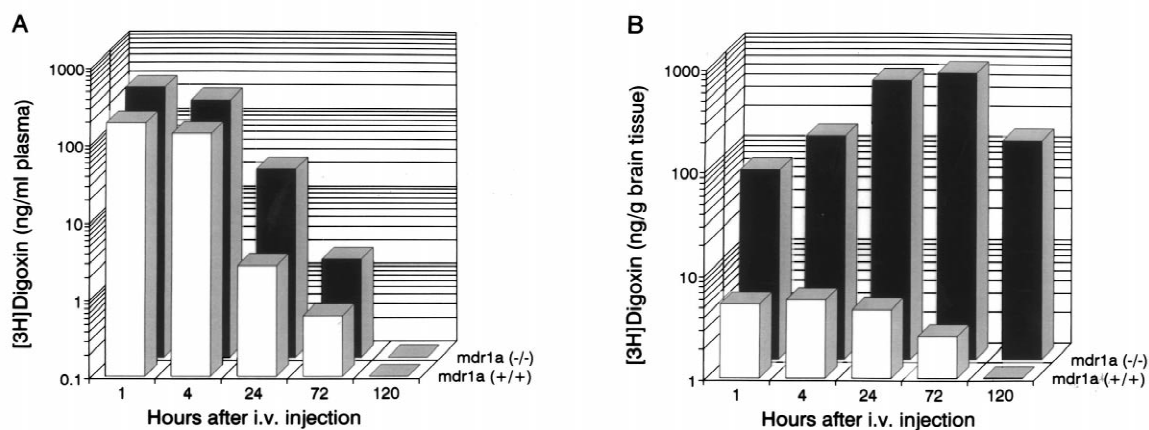 A
[3H]Digoxin (ng/ml plasma)
1000
100
10
1
0.1
1
4
24
72
120
mdr1a (-/-)
mdr1a (+/+)
Hours after i.v. injection
B
[3H]Digoxin (ng/g brain tissue)
1000
100
10
1
1
4
24
72
120
mdr1a (-/-)
mdr1a (+/+)
Hours after i.v. injection